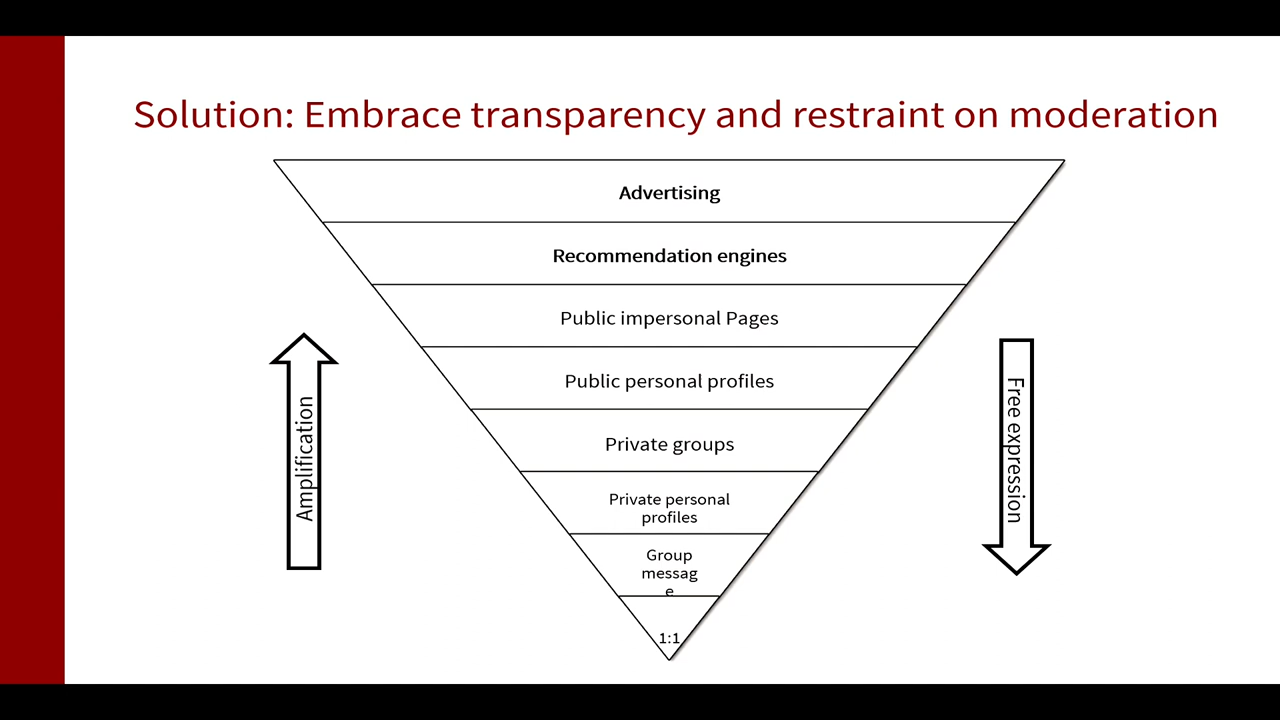 Solution: Embrace transparency and restraint on moderation
Advertising
Recommendation engines
Public impersonal Pages
Public personal profiles
Private groups
Private personal
profiles
Group
messag
e
1:1
Amplification
Free expression